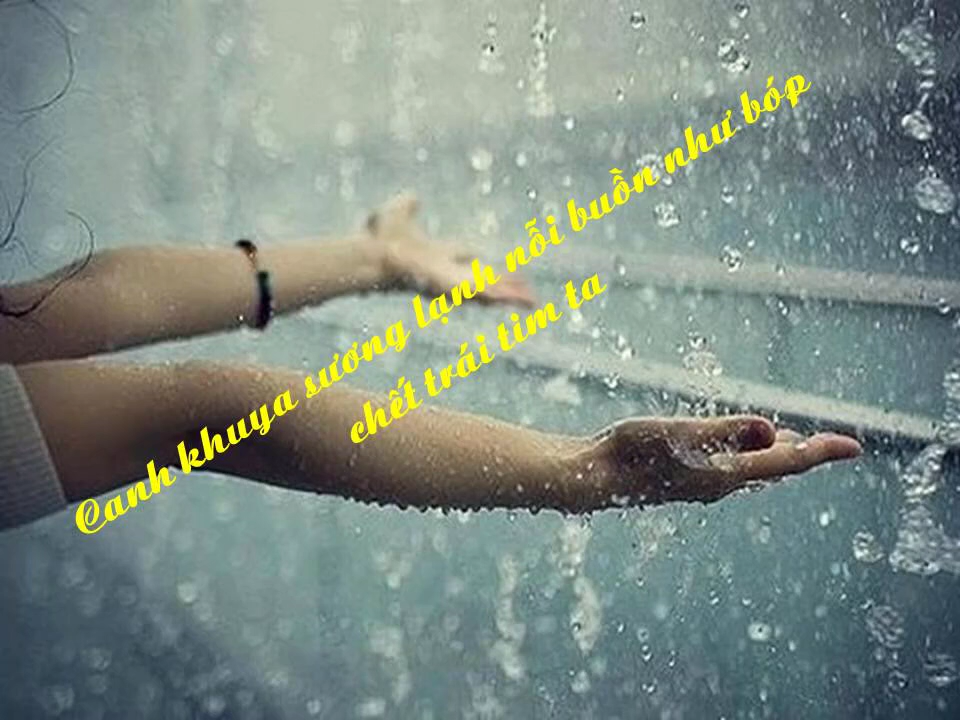 Canh khuya sương lạnh nỗi buồn như bóp
chết trái tim ta